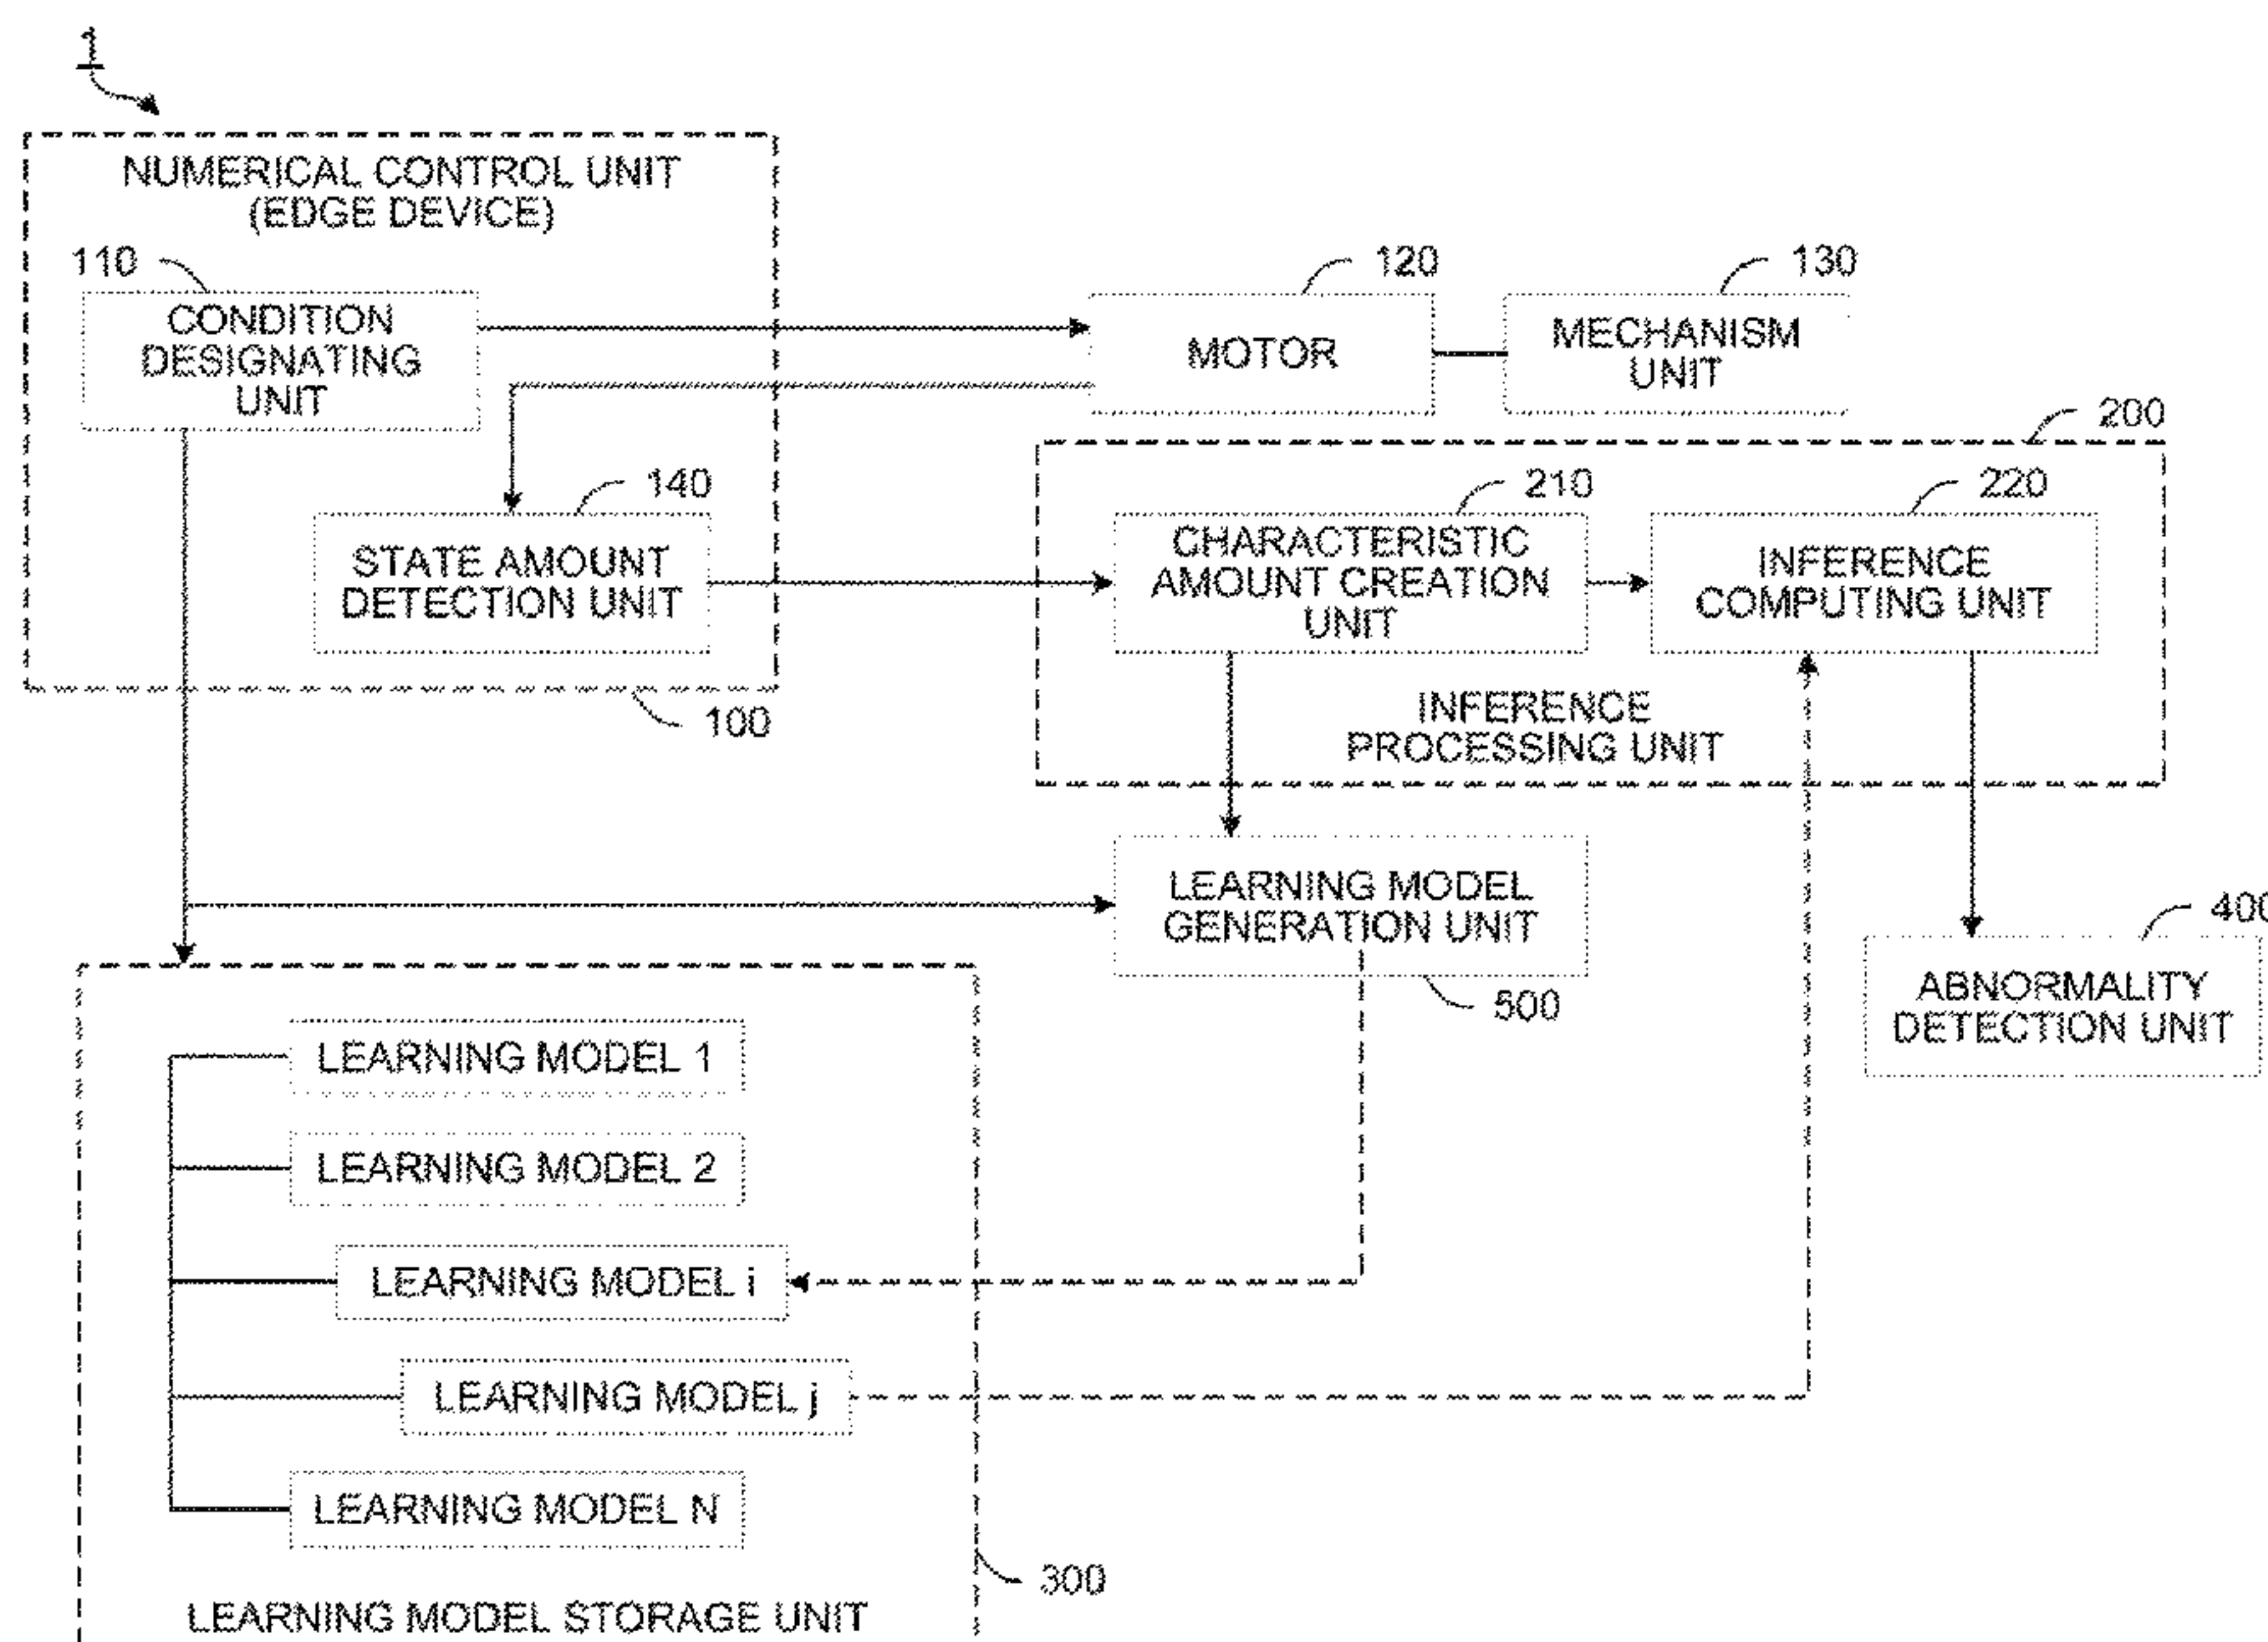 1
NUMERICAL CONTROL UNIT
(EDGE DEVICE)
110
CONDITION
DESIGNATING
UNIT
120
MOTOR
130
MECHANISM
UNIT
140
STATE AMOUNT
DETECTION UNIT
100
200
210
CHARACTERISTIC
AMOUNT CREATION
UNIT
220
INFERENCE
COMPUTING UNIT
INFERENCE
PROCESSING UNIT
LEARNING MODEL
GENERATION UNIT
500
400
ABNORMALITY
DETECTION UNIT
LEARNING MODEL 1
LEARNING MODEL 2
LEARNING MODEL i
LEARNING MODEL j
LEARNING MODEL N
300
LEARNING MODEL STORAGE UNIT